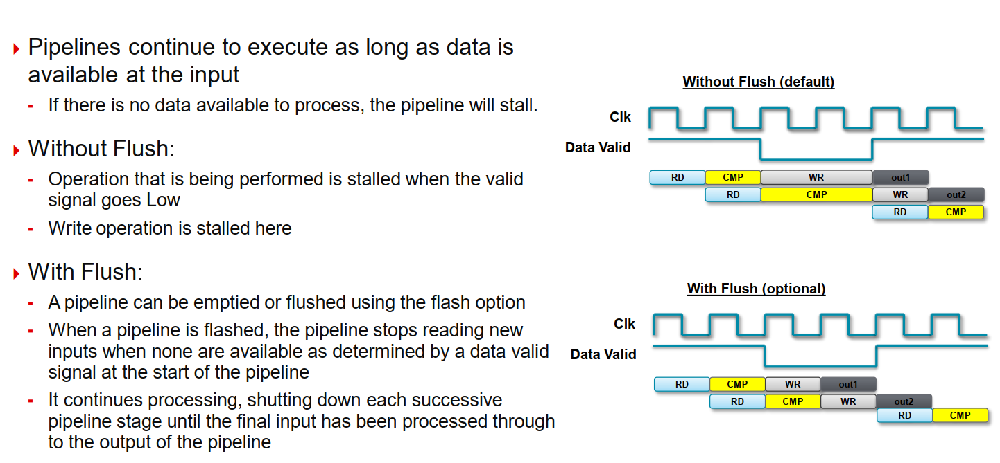 Pipelines continue to execute as long as data is
available at the input
- If there is no data available to process, the pipeline will stall.
Without Flush:
- Operation that is being performed is stalled when the valid
signal goes Low
- Write operation is stalled here
With Flush:
- A pipeline can be emptied or flushed using the flash option
- When a pipeline is flashed, the pipeline stops reading new
inputs when none are available as determined by a data valid
signal at the start of the pipeline
- It continues processing, shutting down each successive
pipeline stage until the final input has been processed through
to the output of the pipeline
Without Flush (default)
Clk
Data Valid
RD CMP WR out1
RD CMP WR out2
RD CMP
With Flush (optional)
Clk
Data Valid
RD CMP WR out1
RD CMP WR out2
RD CMP